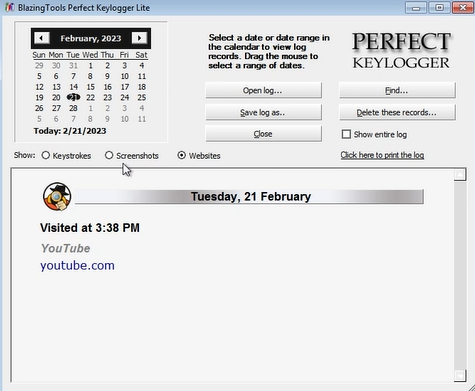 BlazingTools Perfect Keylogger Lite
February, 2023
Sun Mon Tue Wed Thu Fri Sat
29 30 31 1 2 3 4
5 6 7 8 9 10 11
12 13 14 15 16 17 18
19 20 21 22 23 24 25
26 27 28 1 2 3 4
5 6 7 8 9 10 11
Today: 2/21/2023
Select a date or date range in
the calendar to view log
records. Drag the mouse to
select a range of dates.
PERFECT
KEYLOGGER
Open log...
Find...
Save log as..
Delete these records...
Close
Show entire log
Show:
Keystrokes
Screenshots
Websites
Click here to print the log
Tuesday, 21 February
Visited at 3:38 PM
YouTube
youtube.com